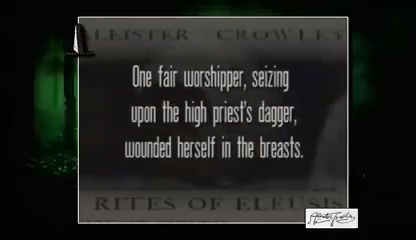 ALEISTER CROWLEY
One fair worshipper, seizing
upon the high priest's dagger,
wounded herself in the breasts.
RITES OF ELEUSIS